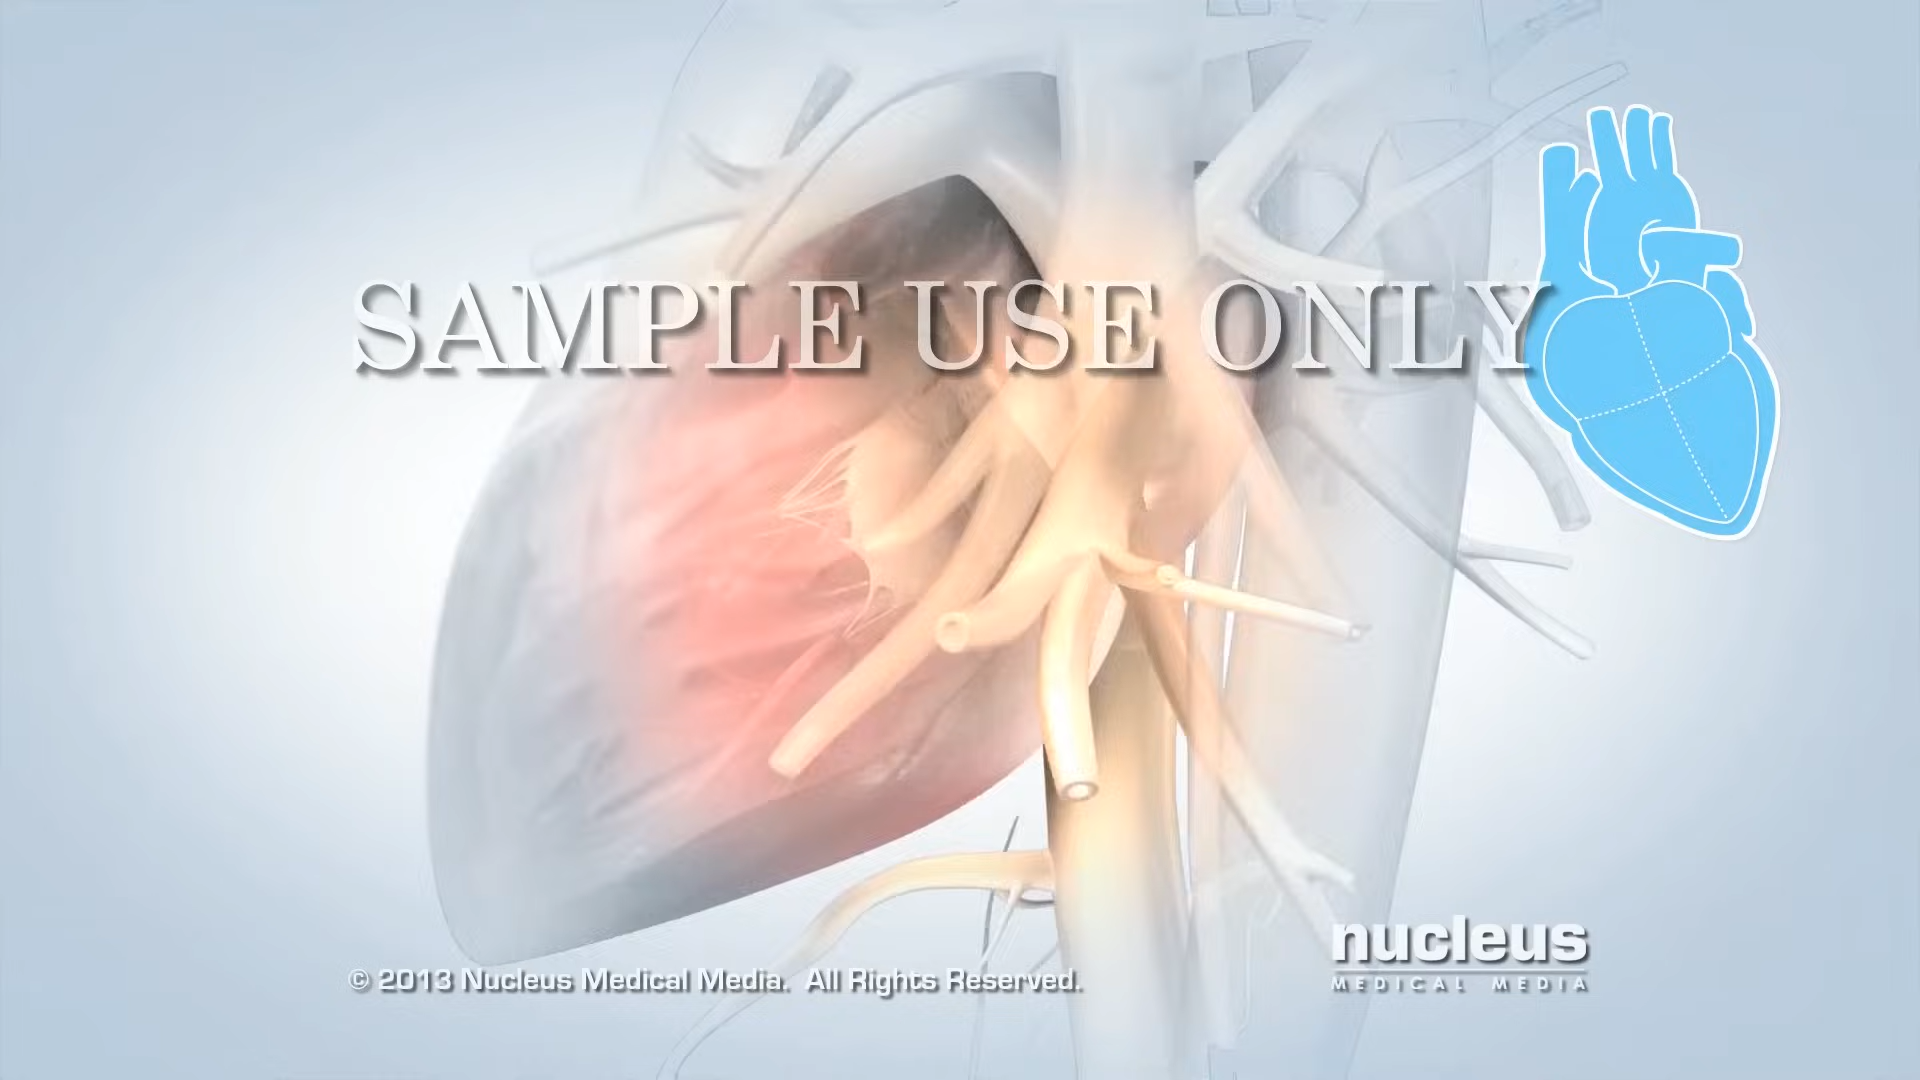 SAMPLE USE ONLY
nucleus
MEDICAL MEDIA
© 2013 Nucleus Medical Media. All Rights Reserved.